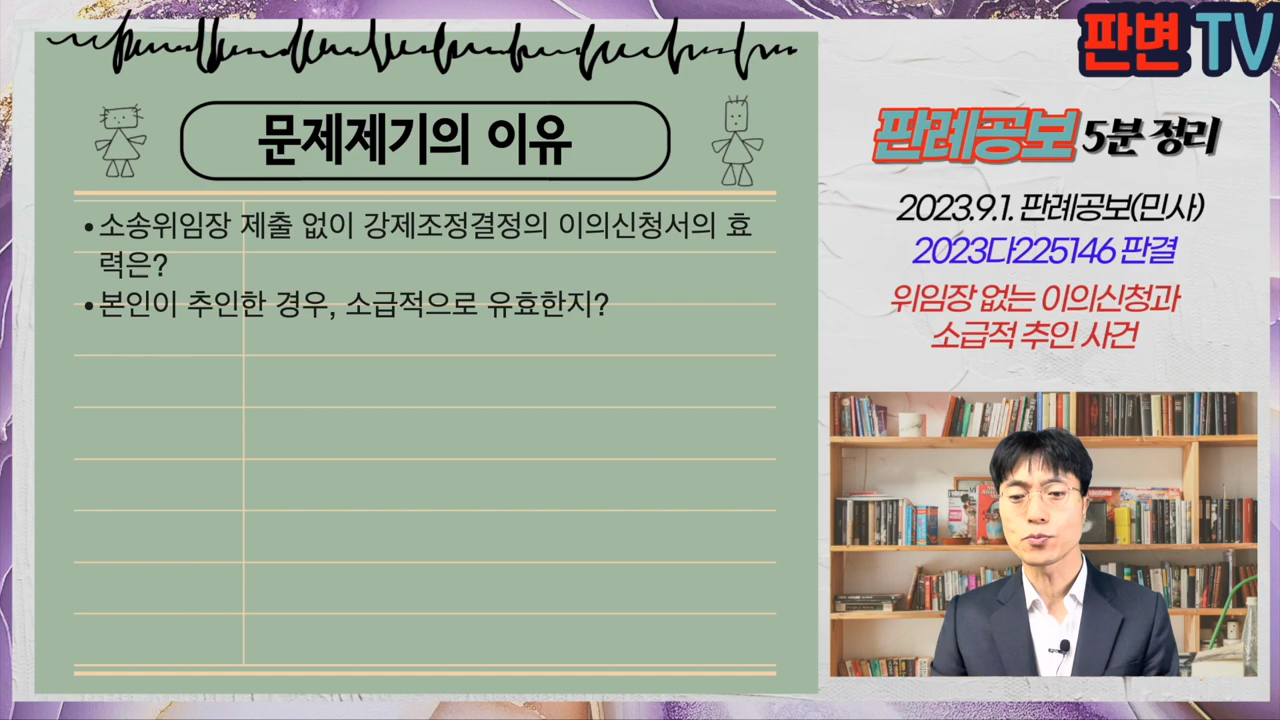 판변 TV
문제제기의 이유
•소송위임장 제출 없이 강제조정결정의 이의신청서의 효
력은?
•본인이 추인한 경우, 소급적으로 유효한지?
판례공보 5분 정리
2023.9.1. 판례공보(민사)
2023다225146 판결
위임장 없는 이의신청과
소급적 추인 사건